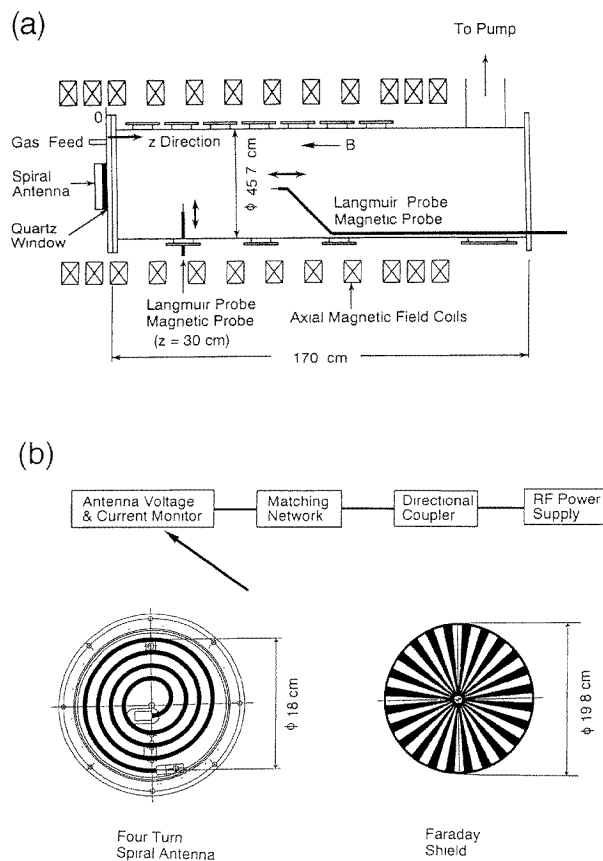 (a)
To Pump
0
Gas Feed
z Direction
B
Spiral
Antenna
ϕ 45 7 cm
Langmuir Probe
Magnetic Probe
Quartz
Window
Langmuir Probe
Magnetic Probe
(z = 30 cm)
Axial Magnetic Field Coils
170 cm
(b)
Antenna Voltage
& Current Monitor
Matching
Network
Directional
Coupler
RF Power
Supply
ϕ 18 cm
ϕ 19 8 cm
Four Turn
Spiral Antenna
Faraday
Shield